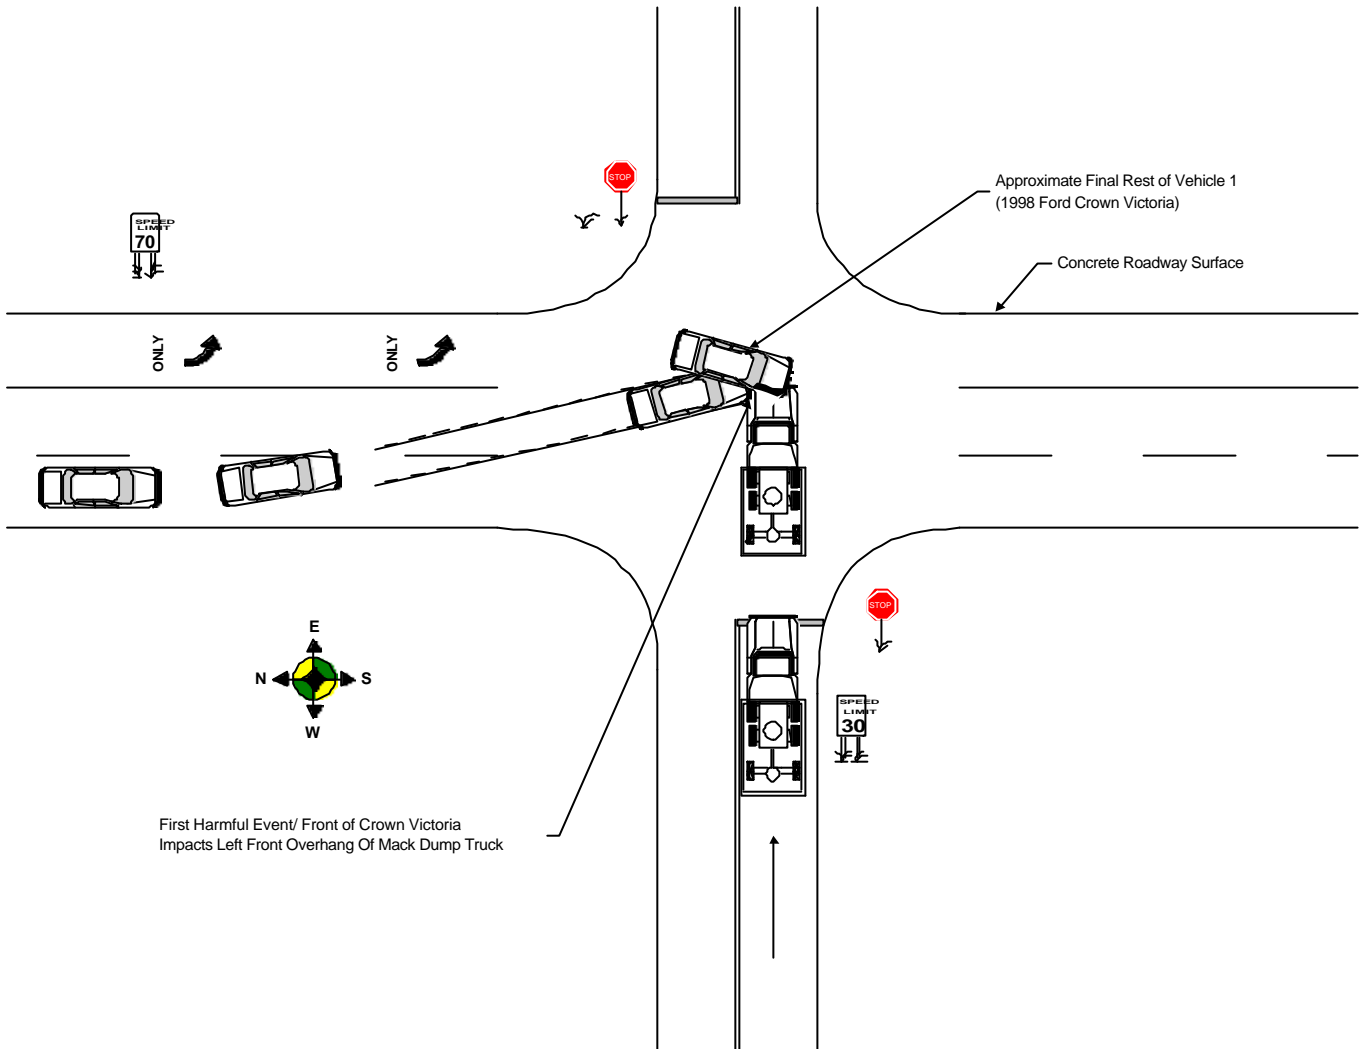 STOP
Approximate Final Rest of Vehicle 1
(1998 Ford Crown Victoria)
SPEED
LIMIT
70
Concrete Roadway Surface
ONLY
ONLY
STOP
E
N
S
W
SPEED
LIMIT
30
First Harmful Event/ Front of Crown Victoria
Impacts Left Front Overhang Of Mack Dump Truck